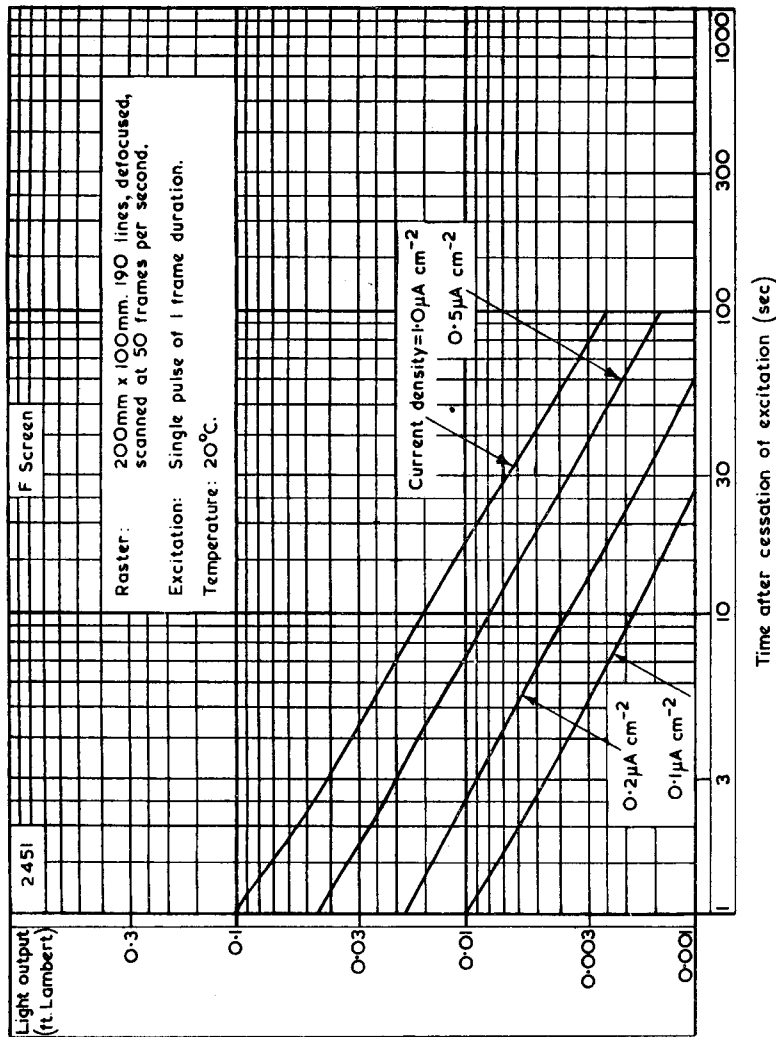 Light output
(ft. Lambert)
2451
F Screen
Raster: 200mm x 100mm. 190 lines, defocused,
scanned at 50 frames per second.
Excitation: Single pulse of 1 frame duration.
Temperature: 20°C.
0·3
0·1
0·03
0·01
0·003
0·001
Current density=1·0µA cm⁻²
0·5µA cm⁻²
0·2µA cm⁻²
0·1µA cm⁻²
1
3
10
30
100
300
1000
Time after cessation of excitation (sec)